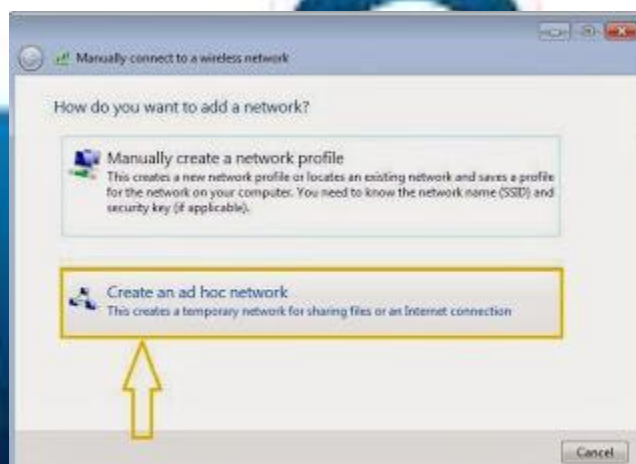 Manually connect to a wireless network
How do you want to add a network?
Manually create a network profile
This creates a new network profile or locates an existing network and saves a profile
for the network on your computer. You need to know the network name (SSID) and
security key (if applicable).
Create an ad hoc network
This creates a temporary network for sharing files or an Internet connection
Cancel